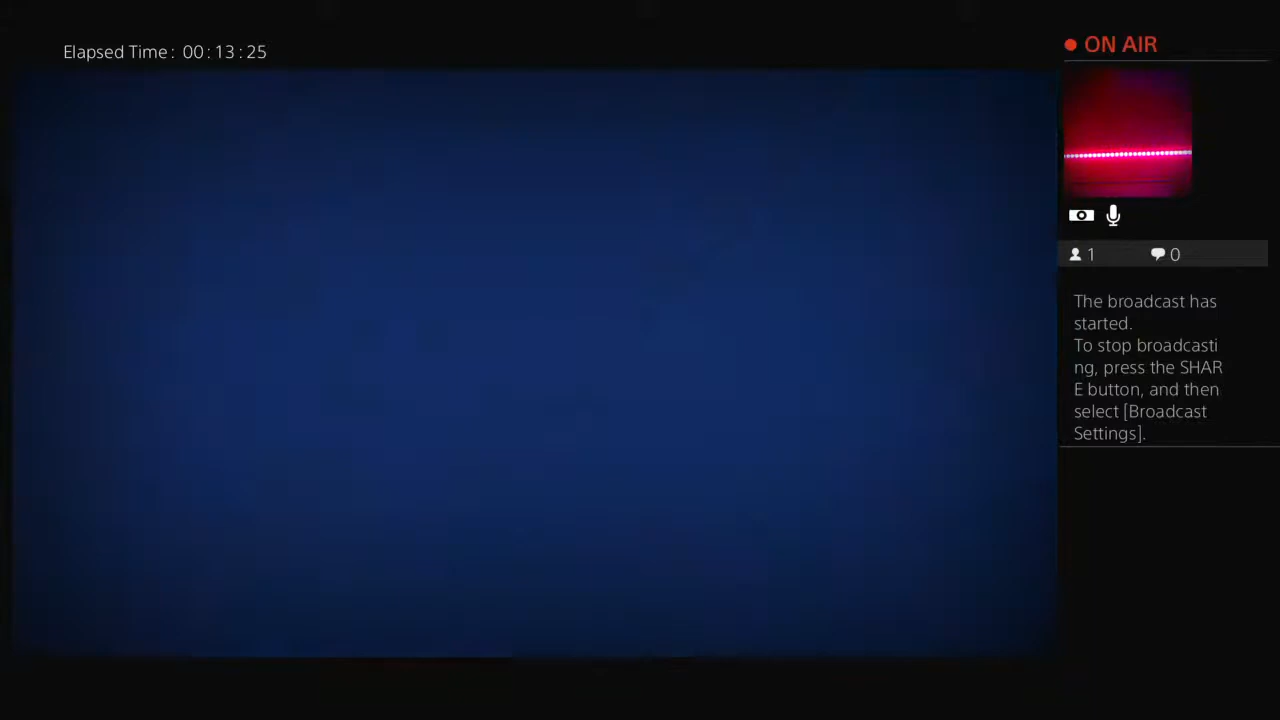 Elapsed Time: 00:13:25
ON AIR
1 0
The broadcast has
started.
To stop broadcasti
ng, press the SHAR
E button, and then
select [Broadcast
Settings].